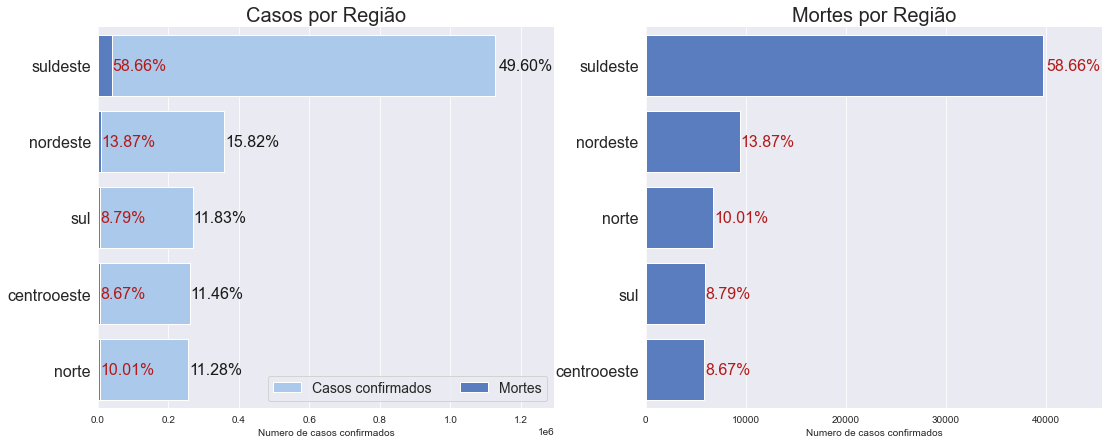 Casos por Região
suldeste
58.66%
49.60%
nordeste
13.87%
15.82%
sul
8.79%
11.83%
centrooeste
8.67%
11.46%
norte
10.01%
11.28%
Casos confirmados
Mortes
0.0
0.2
0.4
0.6
0.8
1.0
1.2
1e6
Numero de casos confirmados
Mortes por Região
suldeste
58.66%
nordeste
13.87%
norte
10.01%
sul
8.79%
centrooeste
8.67%
0
10000
20000
30000
40000
Numero de casos confirmados